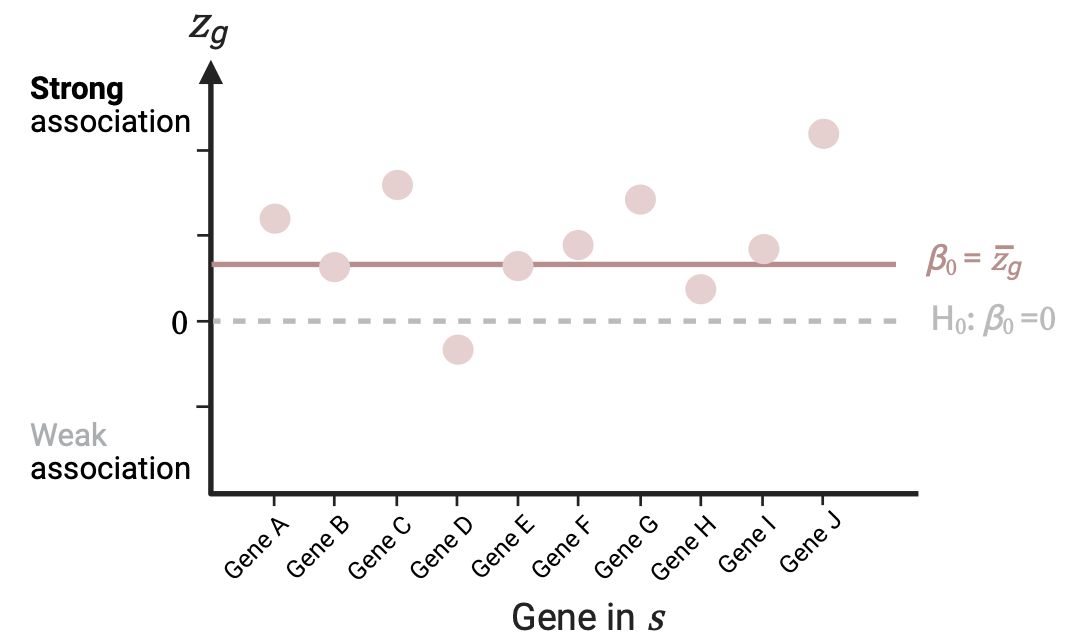 z_g
Strong
association
β₀ = z̄_g
0
H₀: β₀ =0
Weak
association
Gene A
Gene B
Gene C
Gene D
Gene E
Gene F
Gene G
Gene H
Gene I
Gene J
Gene in s